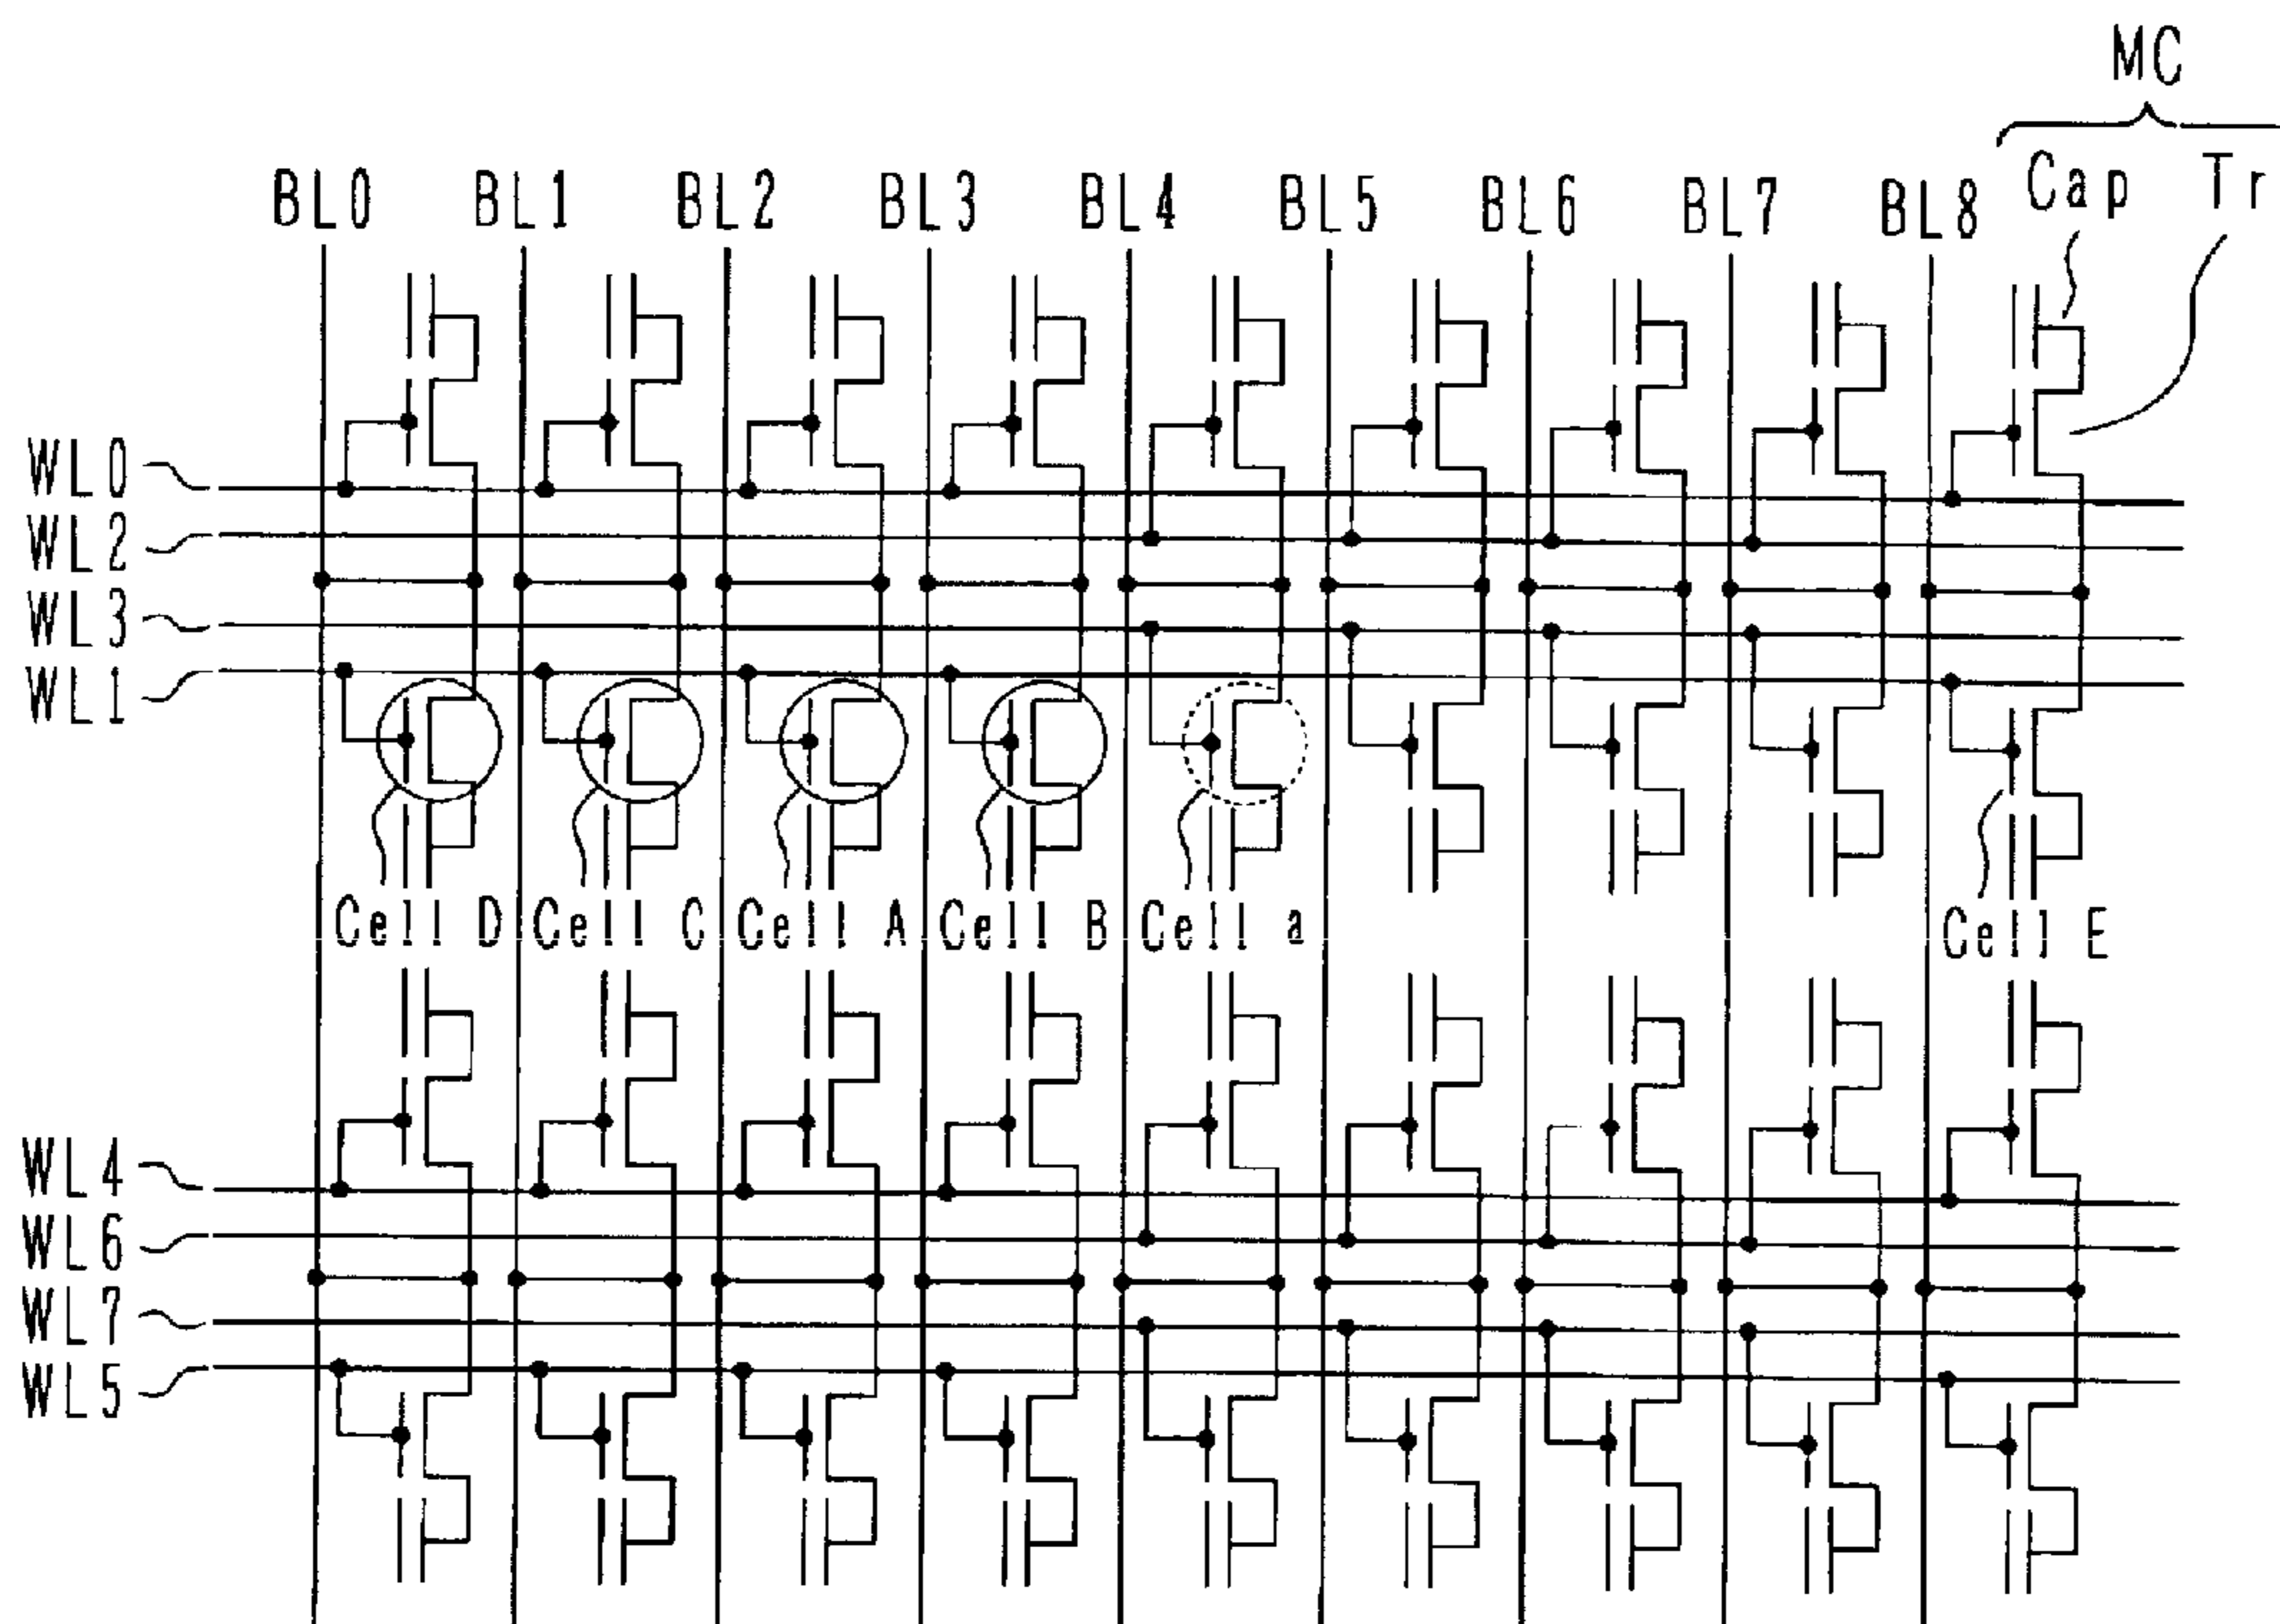 MC
Cap Tr
BL0 BL1 BL2 BL3 BL4 BL5 BL6 BL7 BL8
WL0
WL2
WL3
WL1
Cell D Cell C Cell A Cell B Cell a Cell E
WL4
WL6
WL7
WL5